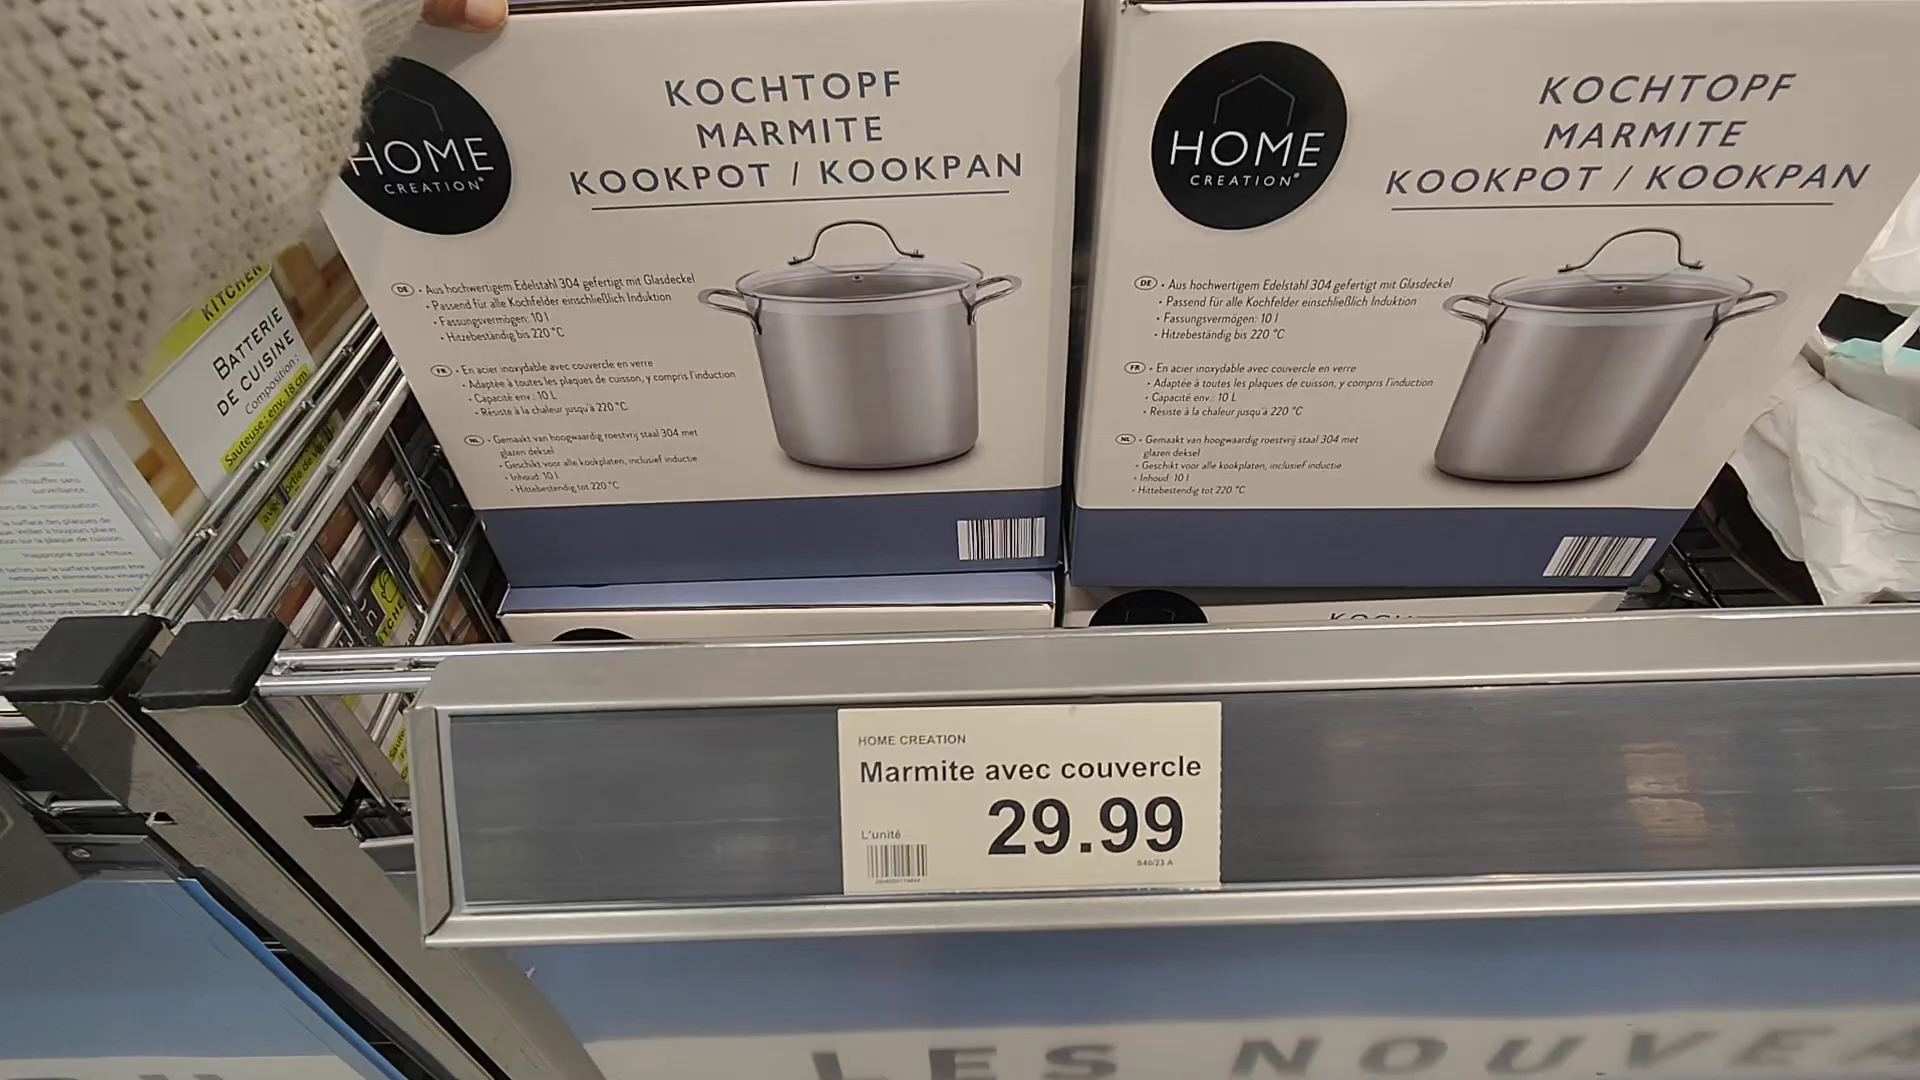 HOME
CREATION®
KOCHTOPF
MARMITE
KOOKPOT / KOOKPAN
DE - Aus hochwertigem Edelstahl 304 gefertigt mit Glasdeckel
- Passend für alle Kochfelder einschließlich Induktion
- Fassungsvermögen: 10 l
- Hitzebeständig bis 220 °C
FR - En acier inoxydable avec couvercle en verre
- Adaptée à toutes les plaques de cuisson, y compris l'induction
- Capacité env.: 10 L
- Résiste à la chaleur jusqu'à 220 °C
NL - Gemaakt van hoogwaardig roestvrij staal 304 met
glazen deksel
- Geschikt voor alle kookplaten, inclusief inductie
- Inhoud: 10 l
- Hittebestendig tot 220 °C
HOME
CREATION®
KOCHTOPF
MARMITE
KOOKPOT / KOOKPAN
DE - Aus hochwertigem Edelstahl 304 gefertigt mit Glasdeckel
- Passend für alle Kochfelder einschließlich Induktion
- Fassungsvermögen: 10 l
- Hitzebeständig bis 220 °C
FR - En acier inoxydable avec couvercle en verre
- Adaptée à toutes les plaques de cuisson, y compris l'induction
- Capacité env.: 10 L
- Résiste à la chaleur jusqu'à 220 °C
NL - Gemaakt van hoogwaardig roestvrij staal 304 met
glazen deksel
- Geschikt voor alle kookplaten, inclusief inductie
- Inhoud: 10 l
- Hittebestendig tot 220 °C
KITCHEN
BATTERIE
DE CUISINE
Composition:
Sauteuse: env. 18 cm
HOME CREATION
Marmite avec couvercle
29.99
L'unité
S40/23 A
LES NOUVEA